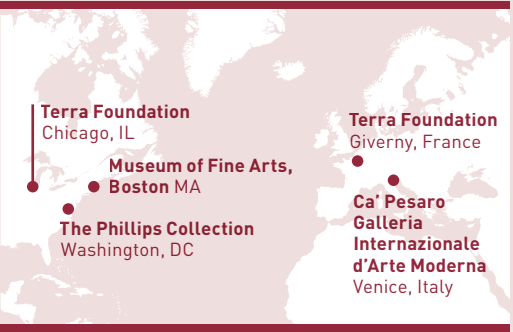 Terra Foundation
Chicago, IL
Museum of Fine Arts,
Boston MA
The Phillips Collection
Washington, DC
Terra Foundation
Giverny, France
Ca' Pesaro
Galleria
Internazionale
d'Arte Moderna
Venice, Italy